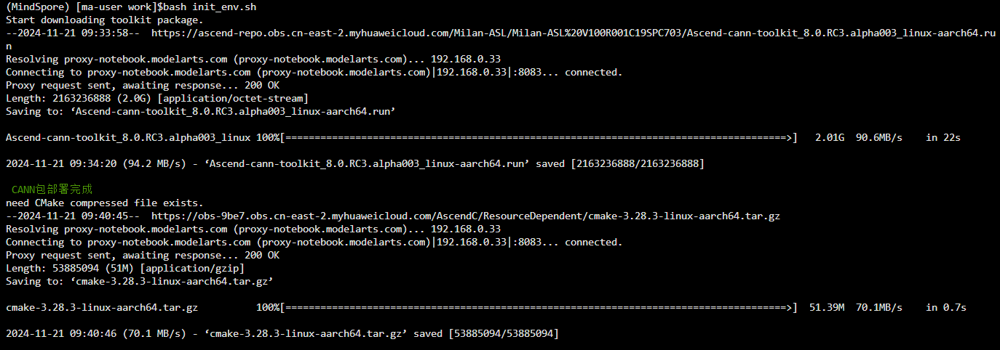 (MindSpore) [ma-user work]$bash init_env.sh
Start downloading toolkit package.
--2024-11-21 09:33:58--  https://ascend-repo.obs.cn-east-2.myhuaweicloud.com/Milan-ASL/Milan-ASL%20V100R001C19SPC703/Ascend-cann-toolkit_8.0.RC3.alpha003_linux-aarch64.ru
n
Resolving proxy-notebook.modelarts.com (proxy-notebook.modelarts.com)... 192.168.0.33
Connecting to proxy-notebook.modelarts.com (proxy-notebook.modelarts.com)|192.168.0.33|:8083... connected.
Proxy request sent, awaiting response... 200 OK
Length: 2163236888 (2.0G) [application/octet-stream]
Saving to: ‘Ascend-cann-toolkit_8.0.RC3.alpha003_linux-aarch64.run’
Ascend-cann-toolkit_8.0.RC3.alpha003_linux 100%[======================================================================================>]   2.01G  90.6MB/s    in 22s
2024-11-21 09:34:20 (94.2 MB/s) - ‘Ascend-cann-toolkit_8.0.RC3.alpha003_linux-aarch64.run’ saved [2163236888/2163236888]
CANN包部署完成
need CMake compressed file exists.
--2024-11-21 09:40:45--  https://obs-9be7.obs.cn-east-2.myhuaweicloud.com/AscendC/ResourceDependent/cmake-3.28.3-linux-aarch64.tar.gz
Resolving proxy-notebook.modelarts.com (proxy-notebook.modelarts.com)... 192.168.0.33
Connecting to proxy-notebook.modelarts.com (proxy-notebook.modelarts.com)|192.168.0.33|:8083... connected.
Proxy request sent, awaiting response... 200 OK
Length: 53885094 (51M) [application/gzip]
Saving to: ‘cmake-3.28.3-linux-aarch64.tar.gz’
cmake-3.28.3-linux-aarch64.tar.gz          100%[======================================================================================>]  51.39M  70.1MB/s    in 0.7s
2024-11-21 09:40:46 (70.1 MB/s) - ‘cmake-3.28.3-linux-aarch64.tar.gz’ saved [53885094/53885094]